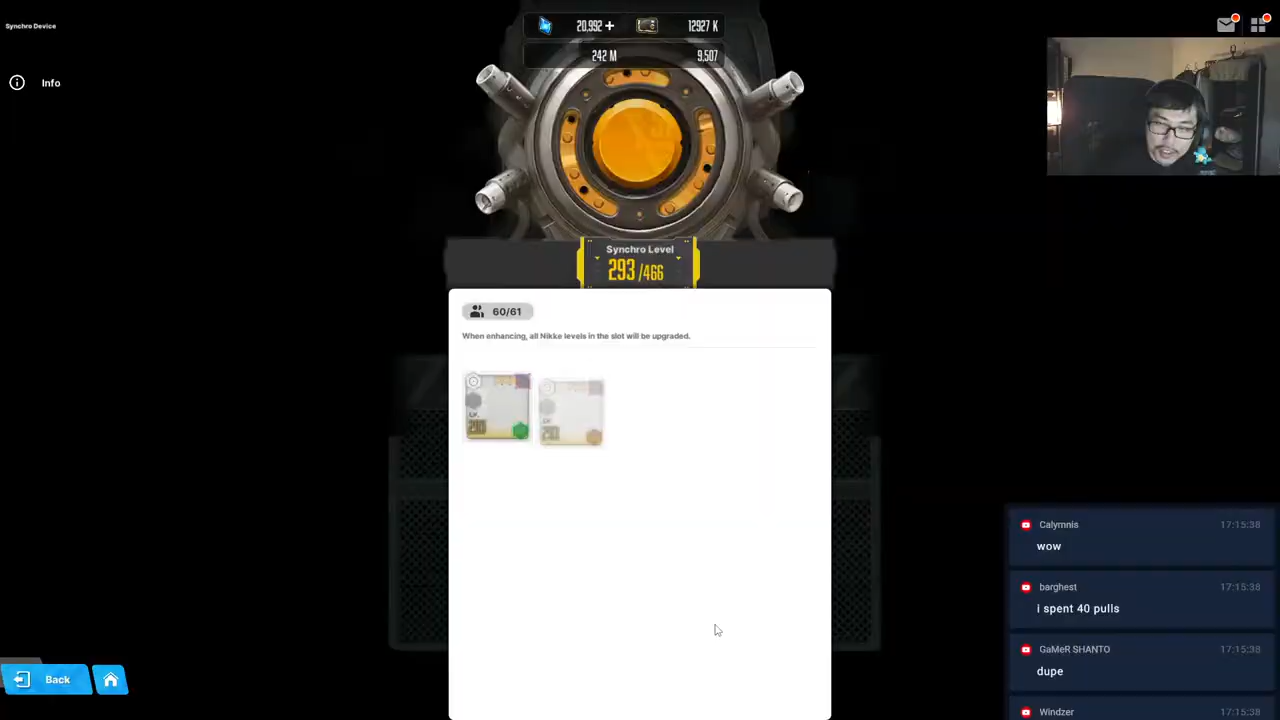 Synchro Device
20,992 +
12927 K
242 M
9,507
Info
Synchro Level
293 /466
60/61
When enhancing, all Nikke levels in the slot will be upgraded.
LV.
Calymnis
17:15:38
wow
barghest
17:15:38
i spent 40 pulls
GaMeR SHANTO
17:15:38
dupe
Windzer
17:15:38
Back